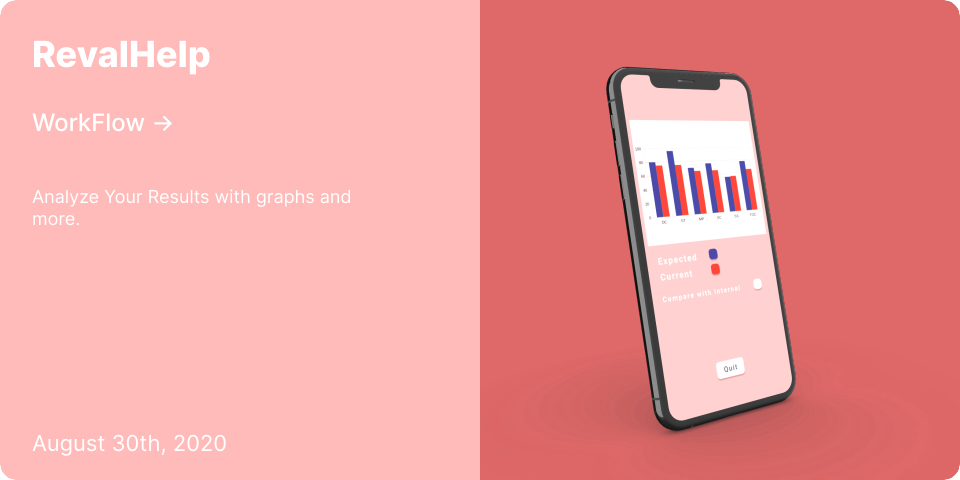 RevalHelp
WorkFlow →
Analyze Your Results with graphs and
more.
August 30th, 2020
Expected
Current
Compare with Internal
Quit